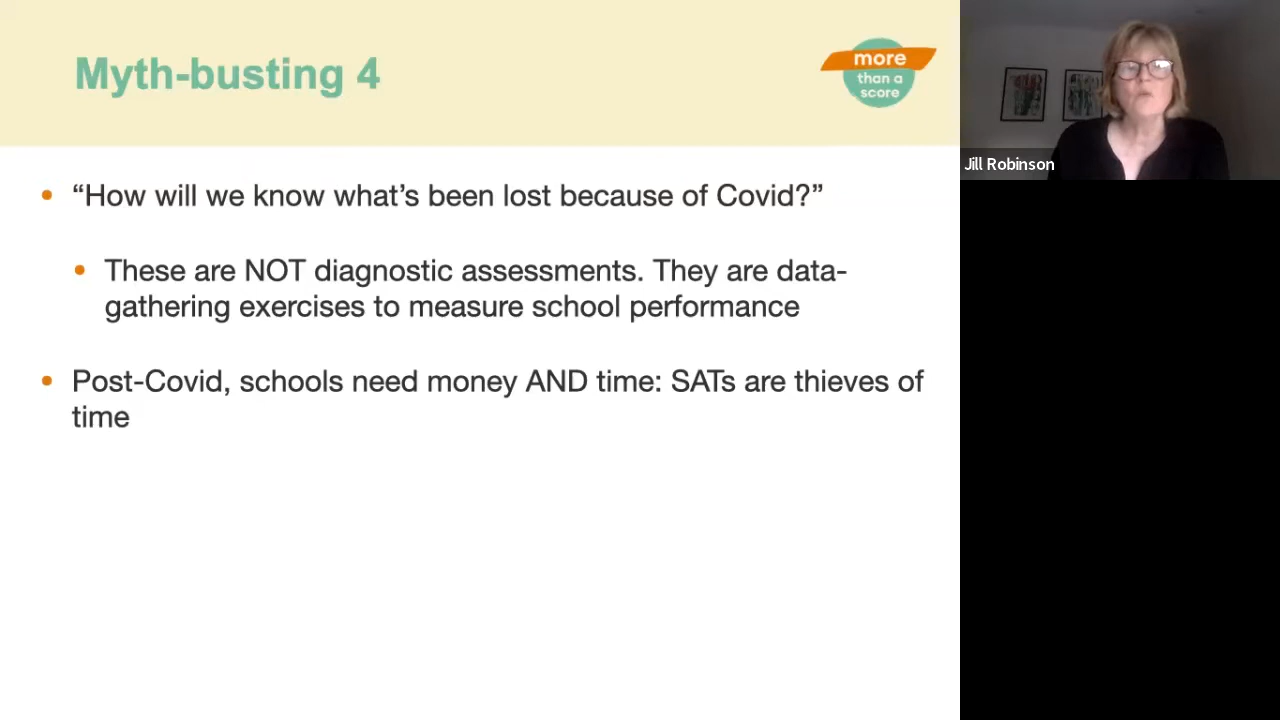 Myth-busting 4
more
than a
score
Jill Robinson
• “How will we know what’s been lost because of Covid?”
• These are NOT diagnostic assessments. They are data-
gathering exercises to measure school performance
• Post-Covid, schools need money AND time: SATs are thieves of
time